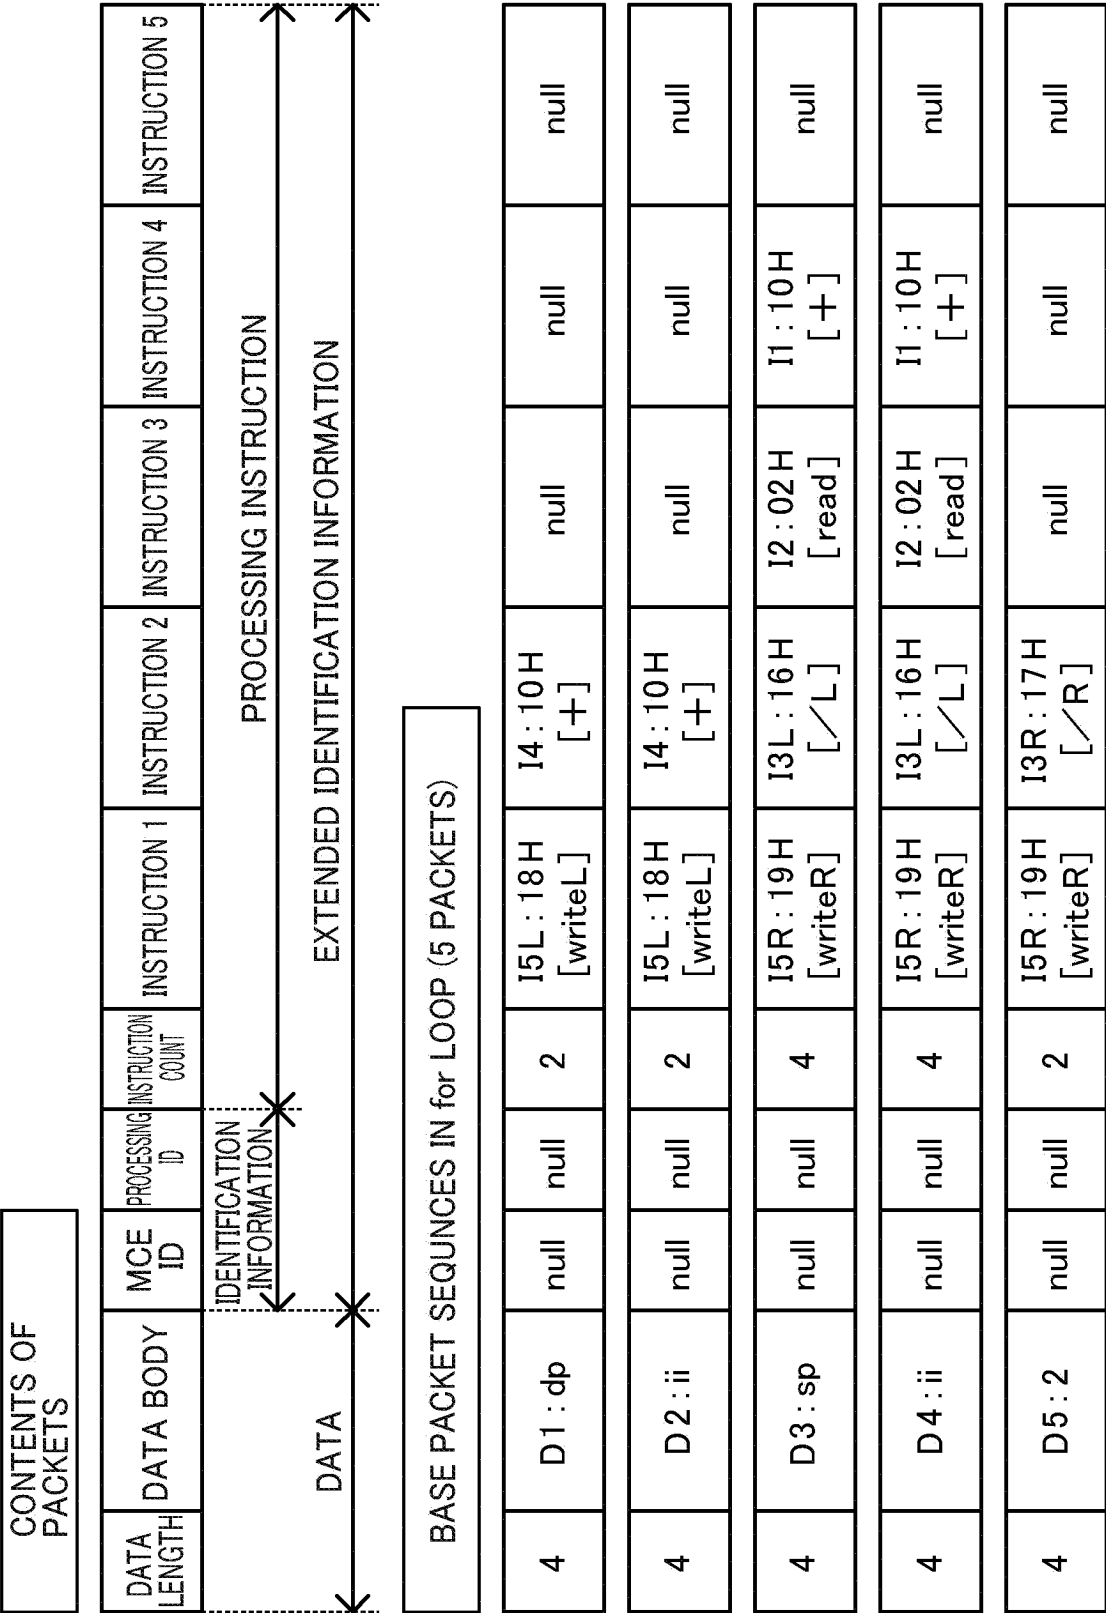 CONTENTS OF
PACKETS
DATA
LENGTH
DATA BODY
MCE
ID
PROCESSING
ID
INSTRUCTION
COUNT
INSTRUCTION 1
INSTRUCTION 2
INSTRUCTION 3
INSTRUCTION 4
INSTRUCTION 5
IDENTIFICATION
INFORMATION
PROCESSING INSTRUCTION
DATA
EXTENDED IDENTIFICATION INFORMATION
BASE PACKET SEQUNCES IN for LOOP (5 PACKETS)
4
D1:dp
null
null
2
I5L:18H
[writeL]
I4:10H
[+]
null
null
null
4
D2:ii
null
null
2
I5L:18H
[writeL]
I4:10H
[+]
null
null
null
4
D3:sp
null
null
4
I5R:19H
[writeR]
I3L:16H
[/L]
I2:02H
[read]
I1:10H
[+]
null
4
D4:ii
null
null
4
I5R:19H
[writeR]
I3L:16H
[/L]
I2:02H
[read]
I1:10H
[+]
null
4
D5:2
null
null
2
I5R:19H
[writeR]
I3R:17H
[/R]
null
null
null